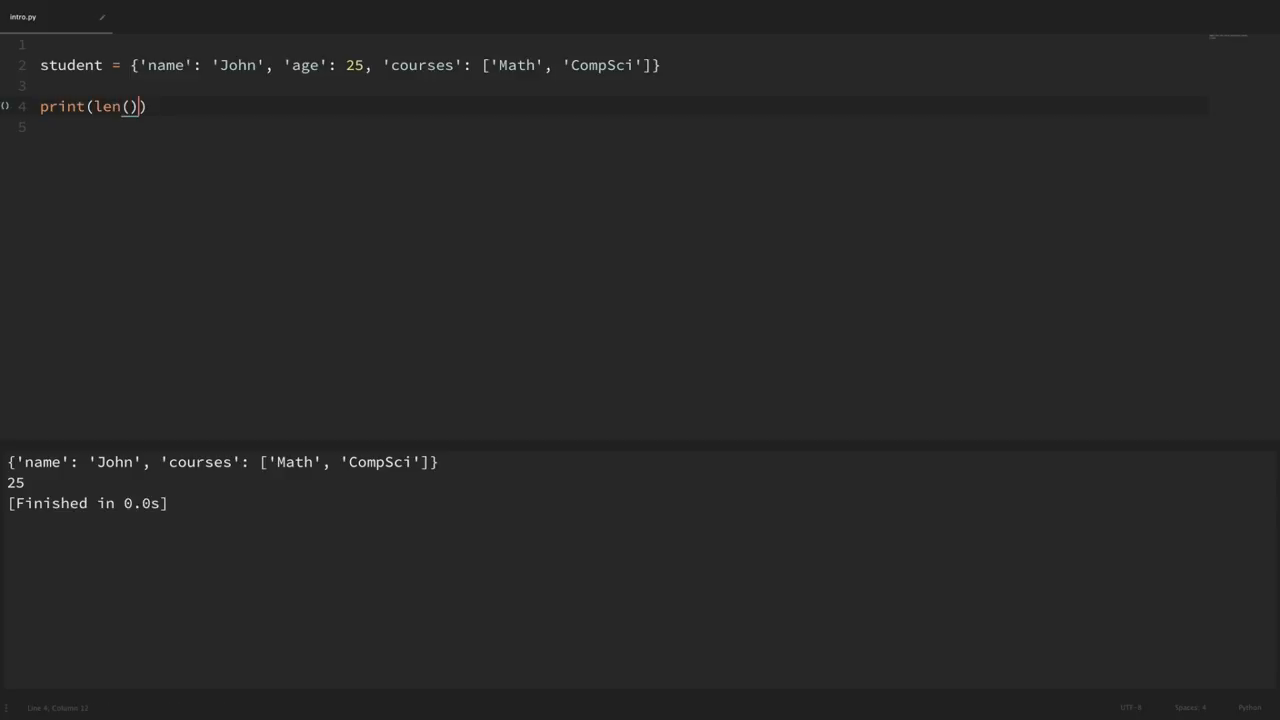 intro.py
1
2 student = {'name': 'John', 'age': 25, 'courses': ['Math', 'CompSci']}
3
4 print(len())
5
{'name': 'John', 'courses': ['Math', 'CompSci']}
25
[Finished in 0.0s]
Line 4, Column 12 UTF-8 Spaces: 4 Python